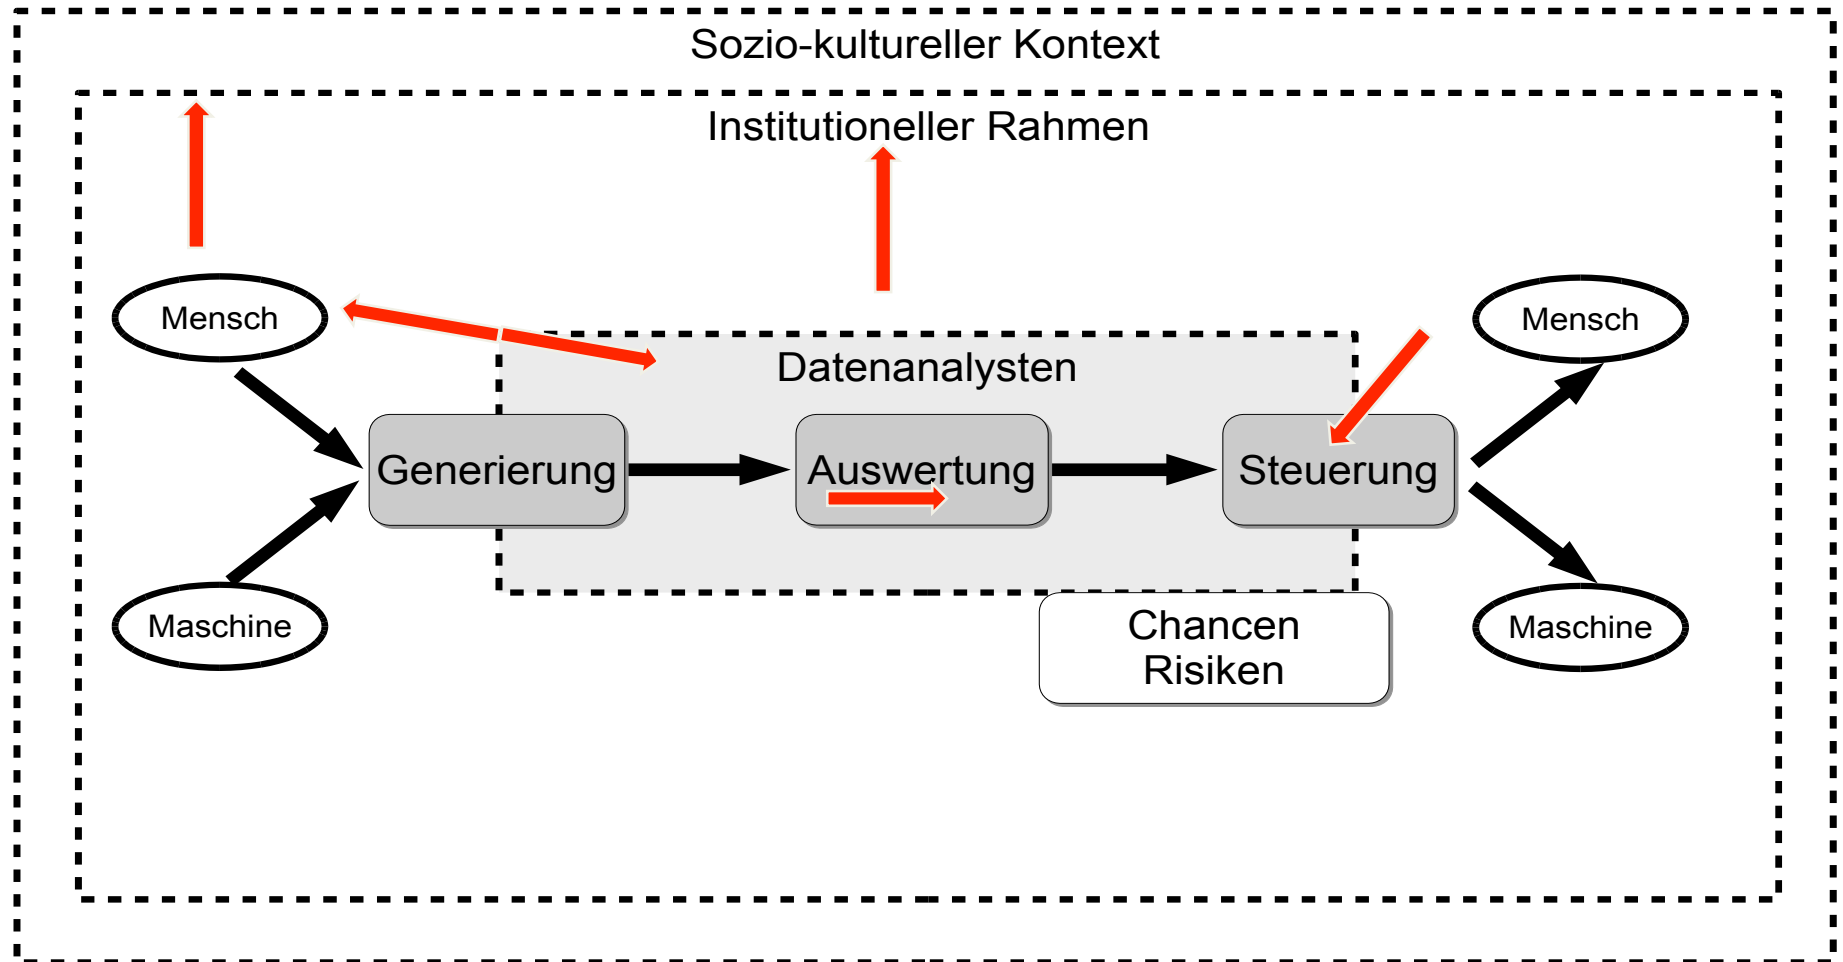 Sozio-kultureller Kontext
Institutioneller Rahmen
Mensch
Mensch
Datenanalysten
Generierung
Auswertung
Steuerung
Maschine
Maschine
Chancen
Risiken